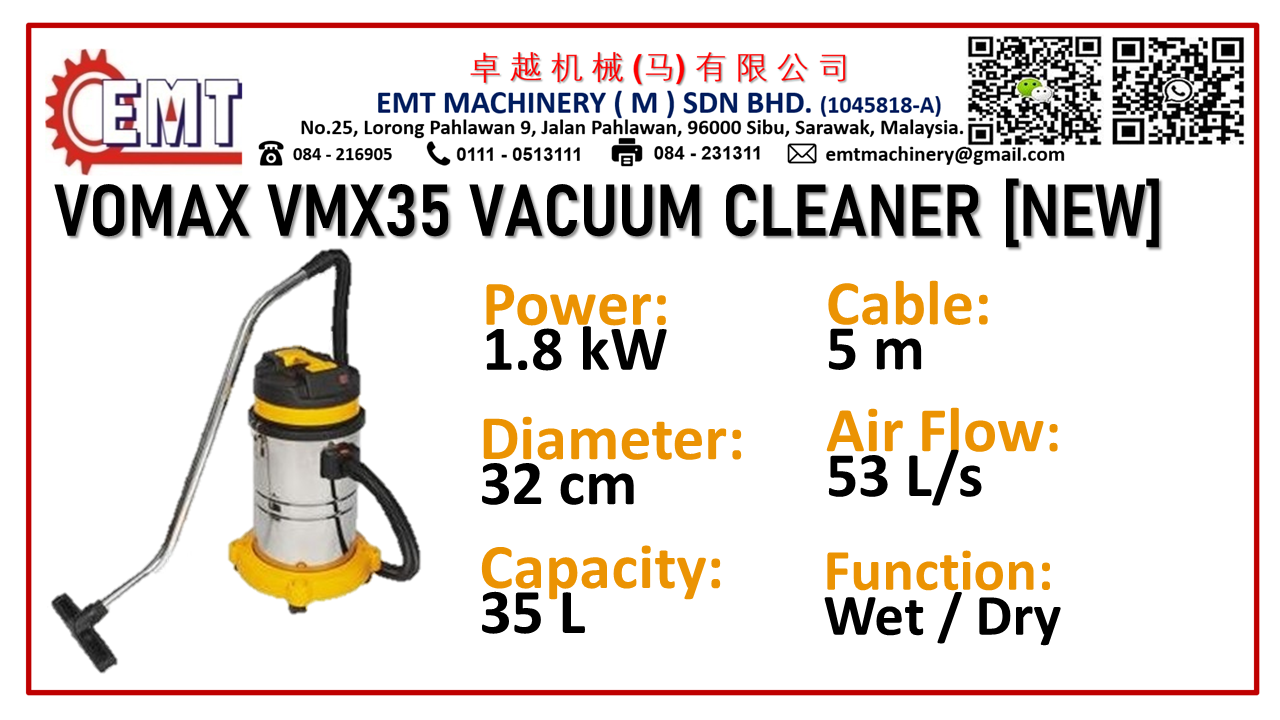 EMT
卓越机械(马)有限公司
EMT MACHINERY ( M ) SDN BHD. (1045818-A)
No.25, Lorong Pahlawan 9, Jalan Pahlawan, 96000 Sibu, Sarawak, Malaysia.
084 - 216905 0111 - 0513111 084 - 231311 emtmachinery@gmail.com
VOMAX VMX35 VACUUM CLEANER [NEW]
Power:
1.8 kW
Cable:
5 m
Diameter:
32 cm
Air Flow:
53 L/s
Capacity:
35 L
Function:
Wet / Dry